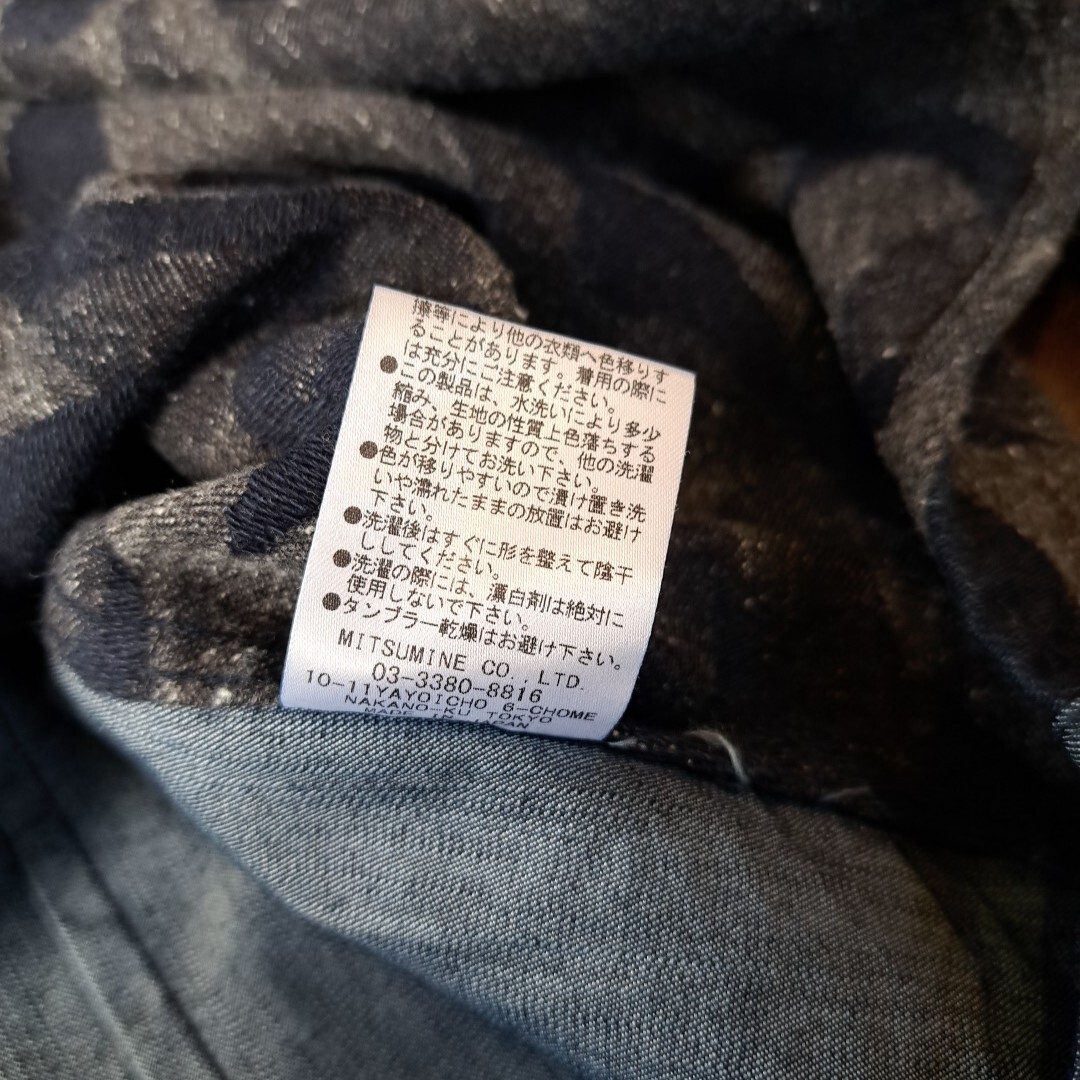 擦等により他の衣類へ色移りす
ることがあります。着用の際に
は充分にご注意ください。
●この製品は、水洗いにより多少
縮み、生地の性質上色落ちする
場合がありますので、他の洗濯
物と分けてお洗い下さい。
●色が移りやすいので漬け置き洗
いや濡れたままの放置はお避け
下さい。
●洗濯後はすぐに形を整えて陰干
ししてください。
●洗濯の際には、漂白剤は絶対に
使用しないで下さい。
●タンブラー乾燥はお避け下さい。
MITSUMINE CO.,LTD.
03-3380-8816
10-11YAYOICHO 6-CHOME
NAKANO-KU TOKYO
MADE IN JAPAN